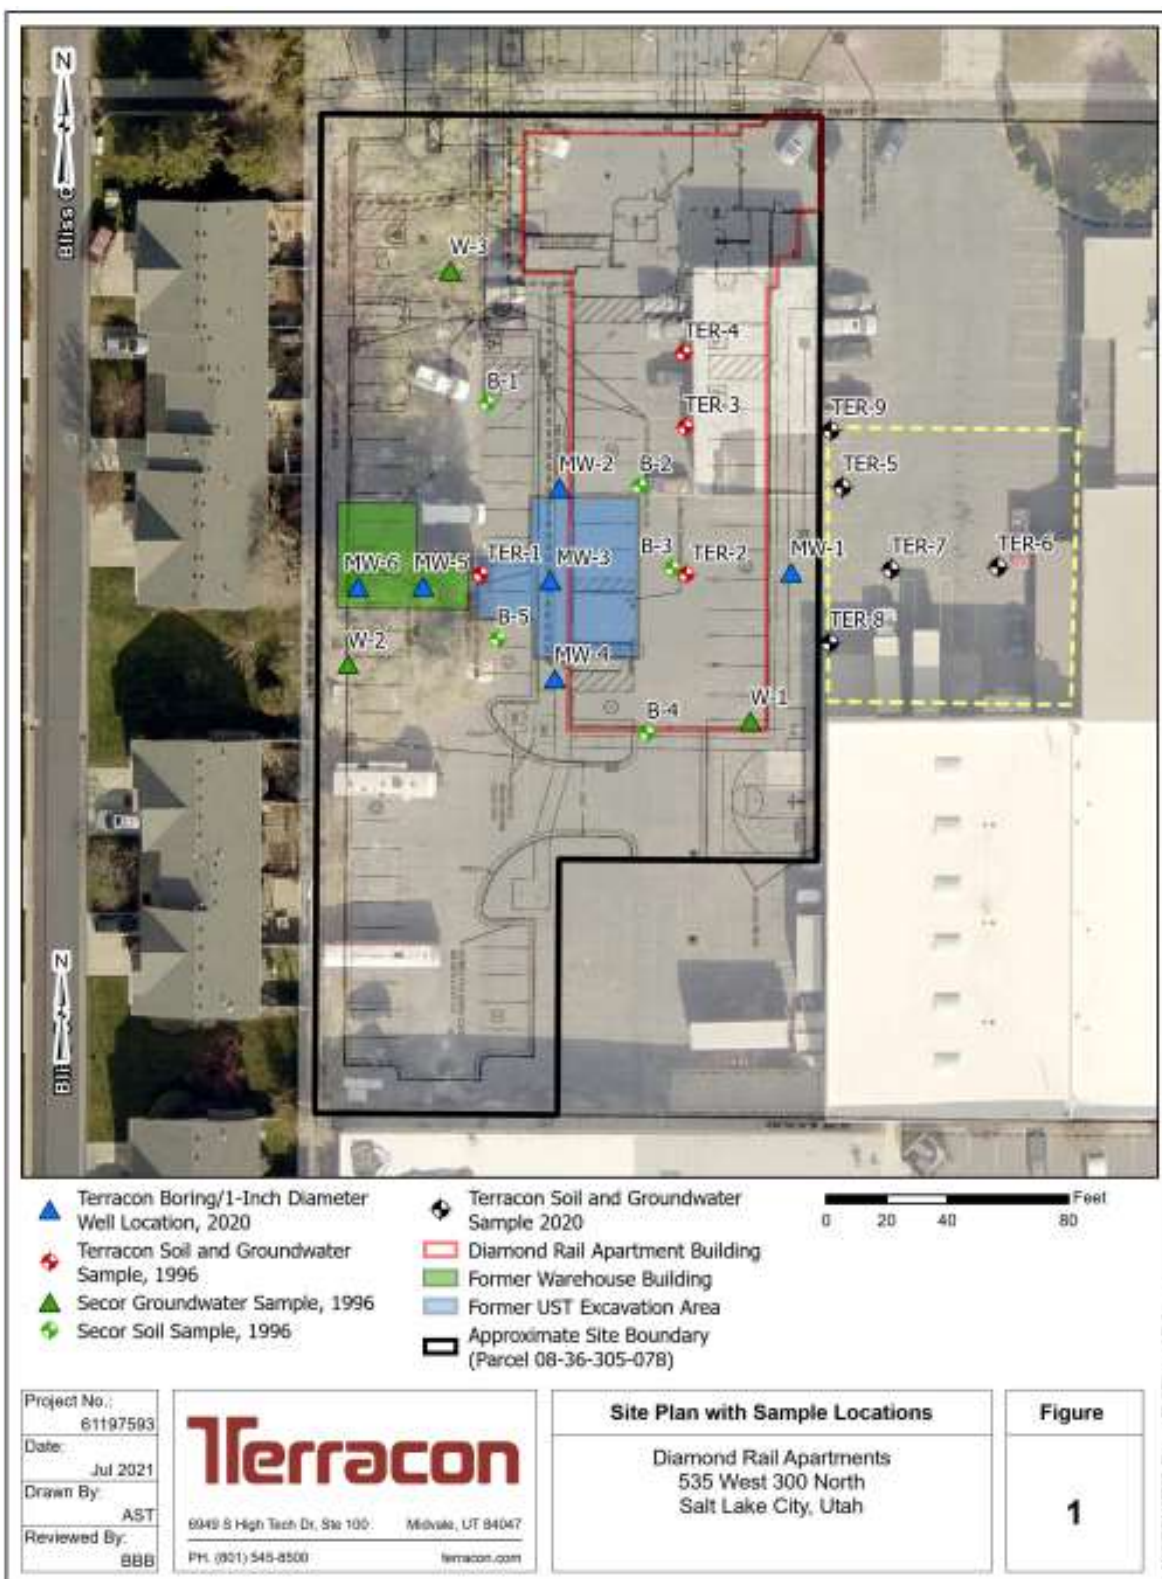 N
Bliss
W-3
TER-4
B-1
TER-3
TER-9
MW-2
B-2
TER-5
MW-6
MW-5
TER-1
MW-3
B-3
TER-2
MW-1
TER-7
TER-6
B-5
TER-8
W-2
MW-4
B-4
W-1
N
Bli
Terracon Boring/1-Inch Diameter
Well Location, 2020
Terracon Soil and Groundwater
Sample, 1996
Secor Groundwater Sample, 1996
Secor Soil Sample, 1996
Terracon Soil and Groundwater
Sample 2020
Diamond Rail Apartment Building
Former Warehouse Building
Former UST Excavation Area
Approximate Site Boundary
(Parcel 08-36-305-078)
Feet
0 20 40 80
Project No.:
61197593
Date:
Jul 2021
Drawn By:
AST
Reviewed By:
BBB
Terracon
6949 S High Tech Dr, Ste 100 Midvale, UT 84047
PH. (801) 545-8500 terracon.com
Site Plan with Sample Locations
Diamond Rail Apartments
535 West 300 North
Salt Lake City, Utah
Figure
1